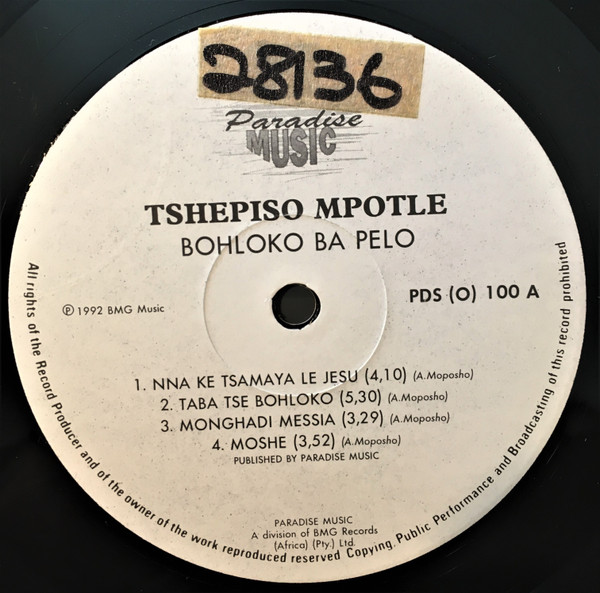 28136
Paradise
MUSIC
TSHEPISO MPOTLE
BOHLOKO BA PELO
℗ 1992 BMG Music
PDS (O) 100 A
1. NNA KE TSAMAYA LE JESU (4,10) (A.Moposho)
2. TABA TSE BOHLOKO (5,30) (A.Moposho)
3. MONGHADI MESSIA (3,29) (A.Moposho)
4. MOSHE (3,52) (A.Moposho)
PUBLISHED BY PARADISE MUSIC
PARADISE MUSIC
A division of BMG Records
(Africa) (Pty.) Ltd.
All rights of the Record Producer and of the owner of the work reproduced reserved Copying, Public Performance and Broadcasting of this record prohibited